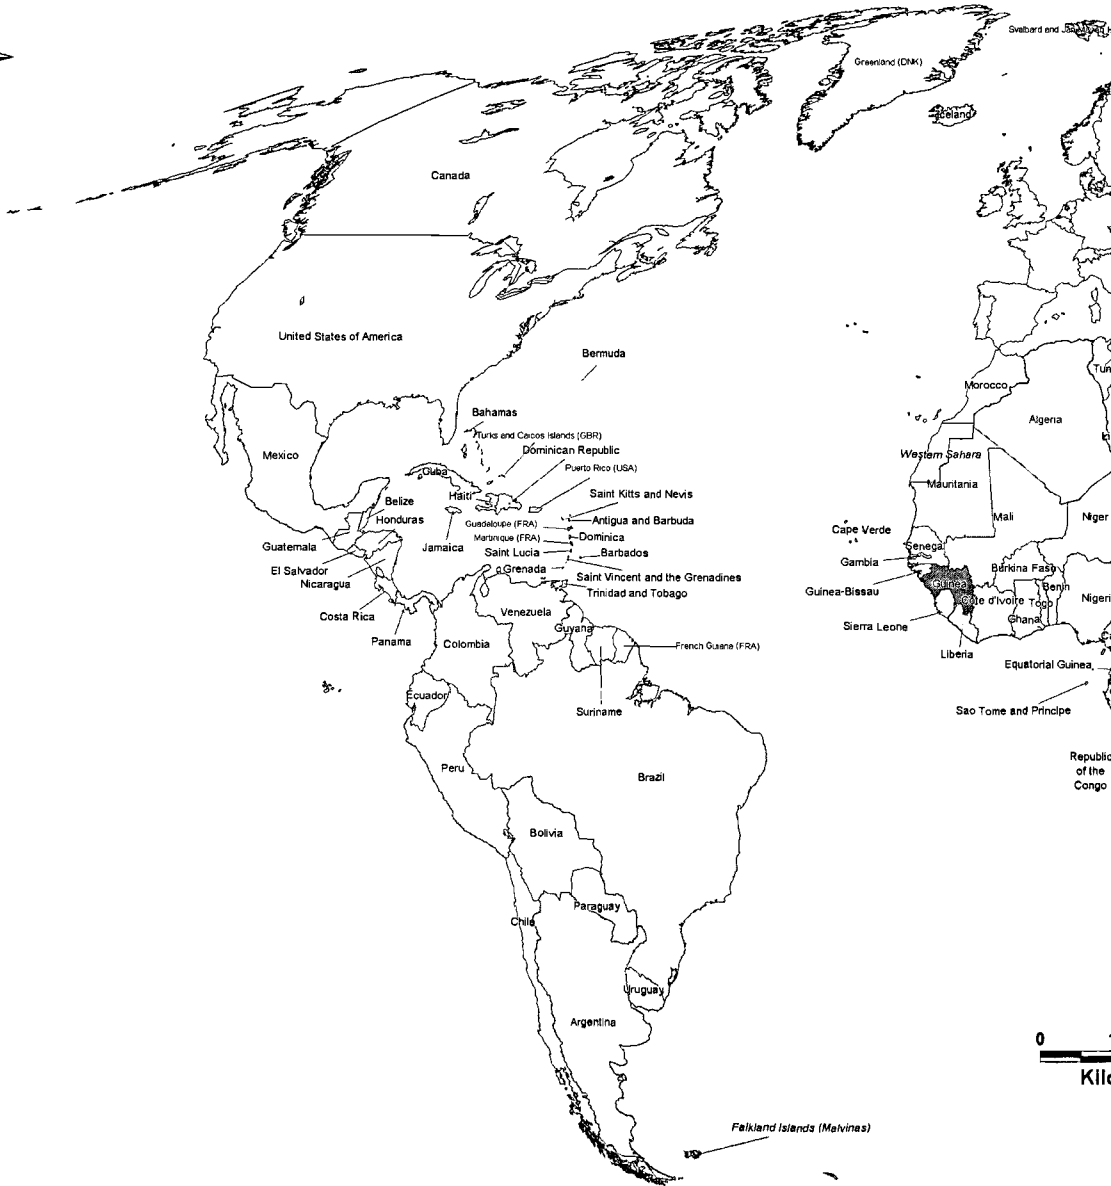 Greenland (DNK)
Iceland
Canada
United States of America
Bermuda
Morocco
Algeria
Bahamas
Turks and Caicos Islands (GBR)
Dominican Republic
Mexico
Western Sahara
Cuba
Puerto Rico (USA)
Mauritania
Haiti
Saint Kitts and Nevis
Belize
Honduras
Guadeloupe (FRA)
Antigua and Barbuda
Mali
Niger
Cape Verde
Martinique (FRA)
Dominica
Guatemala
Jamaica
Senegal
Saint Lucia
Barbados
Gambia
El Salvador
Grenada
Burkina Faso
Nicaragua
Saint Vincent and the Grenadines
Guinea
Benin
Guinea-Bissau
Trinidad and Tobago
Côte d'Ivoire
Togo
Nigeri
Costa Rica
Venezuela
Ghana
Panama
Colombia
Guyana
French Guiana (FRA)
Sierra Leone
Liberia
Equatorial Guinea
Ecuador
Suriname
Sao Tome and Principe
Peru
Brazil
Republic
of the
Congo
Bolivia
Paraguay
Chile
Uruguay
Argentina
0
Kilo
Falkland Islands (Malvinas)